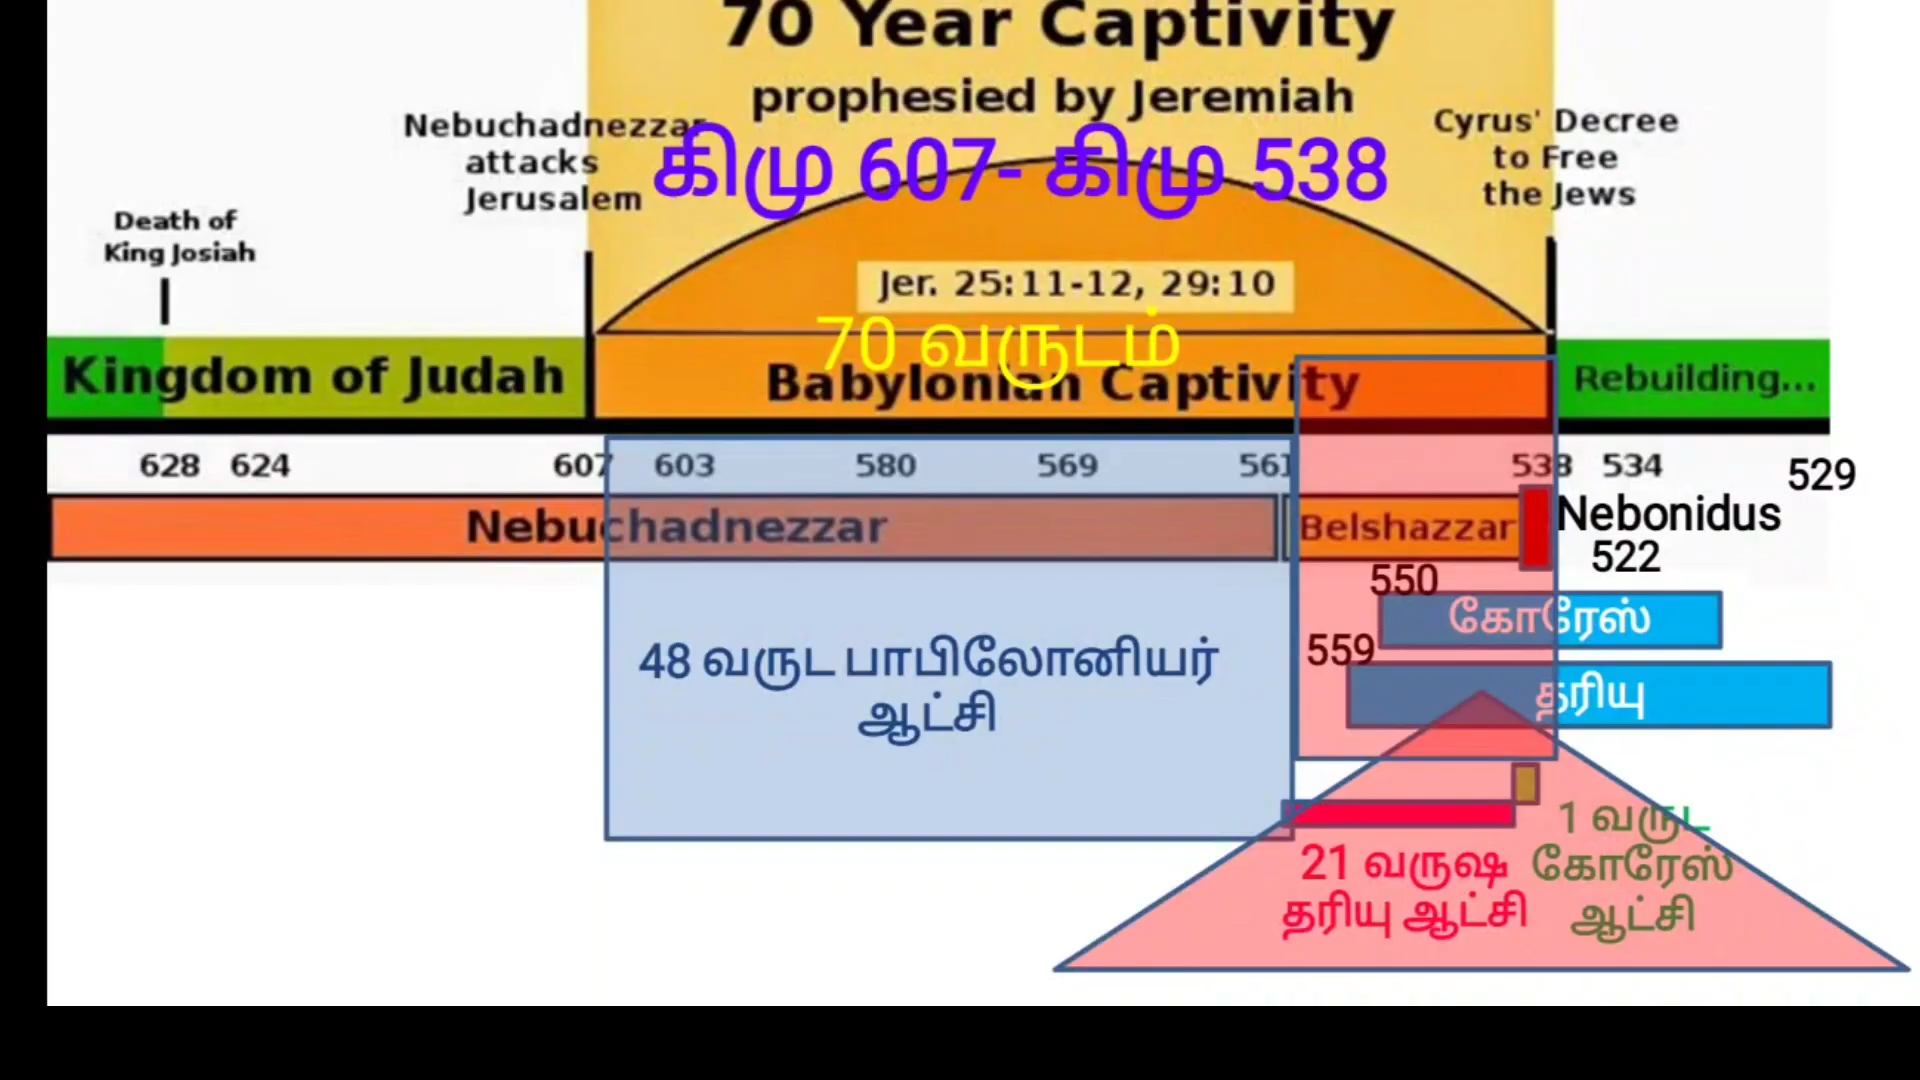 70 Year Captivity
prophesied by Jeremiah
Nebuchadnezzar
attacks
Jerusalem
கிமு 607- கிமு 538
Cyrus' Decree
to Free
the Jews
Death of
King Josiah
Jer. 25:11-12, 29:10
70 வருடம்
Kingdom of Judah
Babylonian Captivity
Rebuilding...
628 624 607 603 580 569 561 538 534 529
Nebuchadnezzar
Belshazzar
Nebonidus
522
550
கோரேஸ்
559
தரியு
48 வருட பாபிலோனியர்
ஆட்சி
21 வருஷ
தரியு ஆட்சி
1 வருட
கோரேஸ்
ஆட்சி